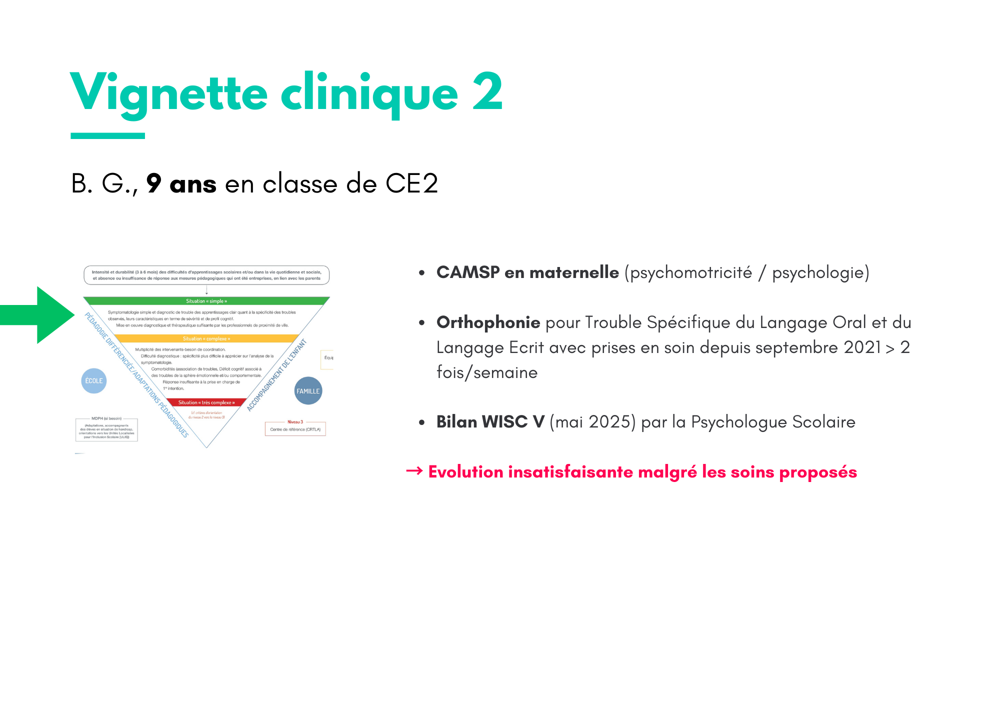 Vignette clinique 2
B. G., 9 ans en classe de CE2
Intensité et durabilité (3 à 6 mois) des difficultés d'apprentissages scolaires et/ou dans la vie quotidienne et sociale,
et absence ou insuffisance de réponse aux mesures pédagogiques qui ont été entreprises, en lien avec les parents
Situation « simple »
Symptomatologie simple et diagnostic de trouble des apprentissages clair quant à la spécificité des troubles
observés, leurs caractéristiques en terme de sévérité et de profil cognitif.
Mise en oeuvre diagnostique et thérapeutique suffisante par les professionnels de proximité de ville.
Situation « complexe »
Multiplicité des intervenants-besoin de coordination.
Difficulté diagnostique : spécificité plus difficile à apprécier sur l'analyse de la
symptomatologie.
Comorbidités (association de troubles, Déficit cognitif associé à
des troubles de la sphère émotionnelle et/ou comportementale.
Réponse insuffisante à la prise en charge de
1re intention.
Situation « très complexe »
(cf. critères d'orientation
du niveau 2 vers le niveau 3)
PÉDAGOGIE DIFFÉRENCIÉE/ADAPTATIONS PÉDAGOGIQUES
ACCOMPAGNEMENT DE L'ENFANT
ÉCOLE
FAMILLE
Équip
MDPH (si besoin)
(Adaptations, accompagnants
des élèves en situation de handicap,
orientations vers les Unités Localisées
pour l'Inclusion Scolaire [ULIS])
Niveau 3
Centre de référence (CRTLA)
• CAMSP en maternelle (psychomotricité / psychologie)
• Orthophonie pour Trouble Spécifique du Langage Oral et du
Langage Ecrit avec prises en soin depuis septembre 2021 > 2
fois/semaine
• Bilan WISC V (mai 2025) par la Psychologue Scolaire
→ Evolution insatisfaisante malgré les soins proposés